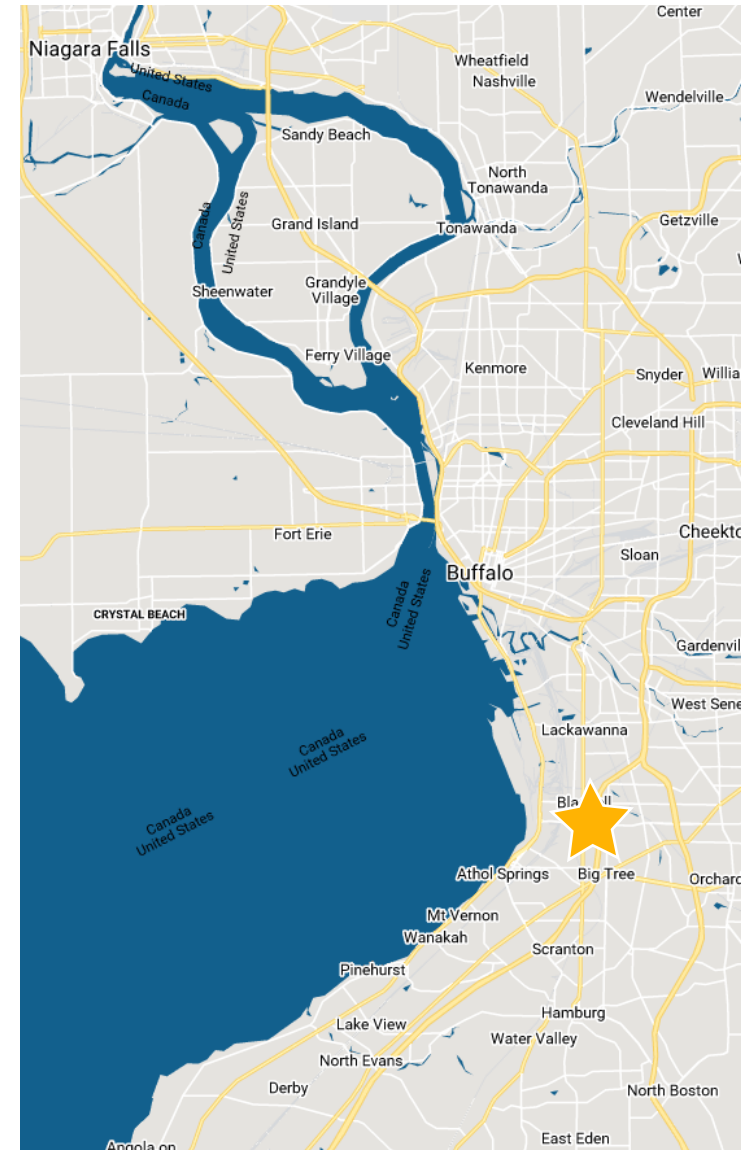 Center
Niagara Falls
United States
Canada
Wheatfield
Nashville
Wendelville
Sandy Beach
North
Tonawanda
Canada
United States
Grand Island
Tonawanda
Getzville
Sheenwater
Grandyle
Village
Ferry Village
Kenmore
Snyder
Willia
Cleveland Hill
Fort Erie
Cheekto
Sloan
Buffalo
Canada
United States
CRYSTAL BEACH
Gardenvil
West Sene
Lackawanna
Canada
United States
Canada
United States
Athol Springs
Big Tree
Orchard
Mt Vernon
Wanakah
Scranton
Pinehurst
Hamburg
Lake View
Water Valley
North Evans
Derby
North Boston
East Eden
Angola on